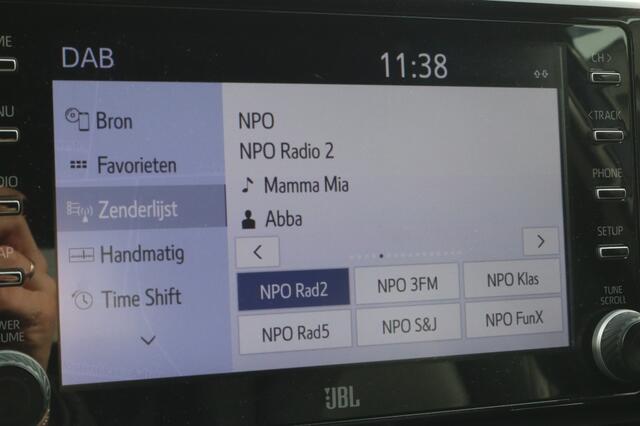 DAB 11:38
Bron
Favorieten
Zenderlijst
Handmatig
Time Shift
NPO
NPO Radio 2
Mamma Mia
Abba
NPO Rad2 NPO 3FM NPO Klas
NPO Rad5 NPO S&J NPO FunX
CH >
< TRACK
PHONE
SETUP
TUNE
SCROLL
JBL